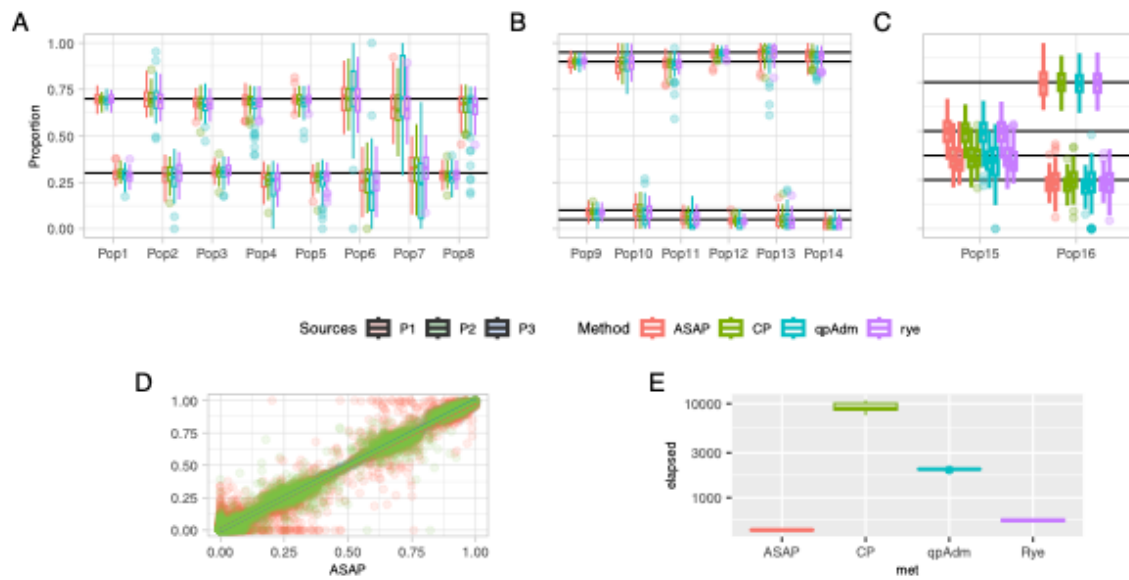 A
1.00
0.75
0.50
0.25
0.00
Proportion
Pop1 Pop2 Pop3 Pop4 Pop5 Pop6 Pop7 Pop8
B
Pop9 Pop10 Pop11 Pop12 Pop13 Pop14
C
Pop15 Pop16
Sources P1 P2 P3 Method ASAP CP qpAdm rye
D
1.00
0.75
0.50
0.25
0.00
0.00 0.25 0.50 0.75 1.00
ASAP
E
10000
3000
1000
elapsed
ASAP CP qpAdm Rye
met